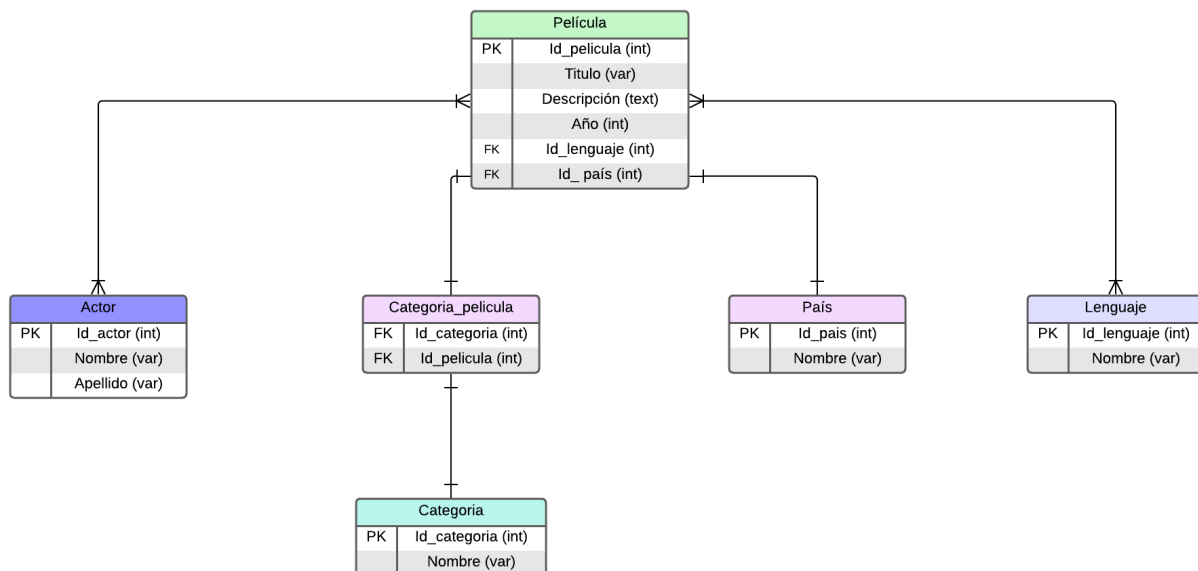 Película
PK Id_pelicula (int)
Titulo (var)
Descripción (text)
Año (int)
FK Id_lenguaje (int)
FK Id_ país (int)
Actor
PK Id_actor (int)
Nombre (var)
Apellido (var)
Categoria_pelicula
FK Id_categoria (int)
FK Id_pelicula (int)
País
PK Id_pais (int)
Nombre (var)
Lenguaje
PK Id_lenguaje (int)
Nombre (var)
Categoria
PK Id_categoria (int)
Nombre (var)